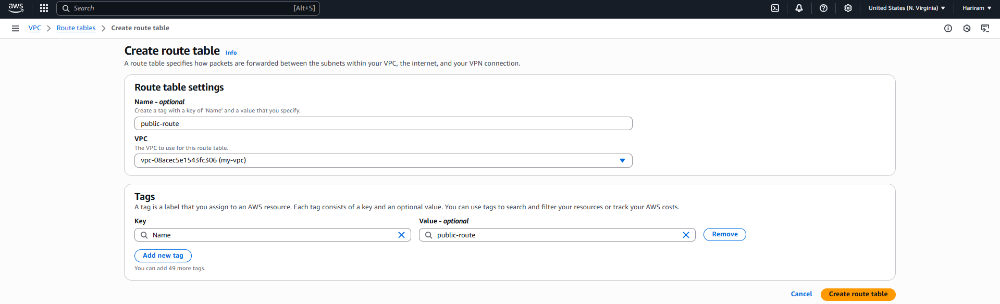 aws Search [Alt+S] United States (N. Virginia) Hariram
VPC Route tables Create route table
Create route table Info
A route table specifies how packets are forwarded between the subnets within your VPC, the internet, and your VPN connection.
Route table settings
Name - optional
Create a tag with a key of 'Name' and a value that you specify.
public-route
VPC
The VPC to use for this route table.
vpc-08acec5e1543fc306 (my-vpc)
Tags
A tag is a label that you assign to an AWS resource. Each tag consists of a key and an optional value. You can use tags to search and filter your resources or track your AWS costs.
Key Value - optional
Name public-route Remove
Add new tag
You can add 49 more tags.
Cancel Create route table